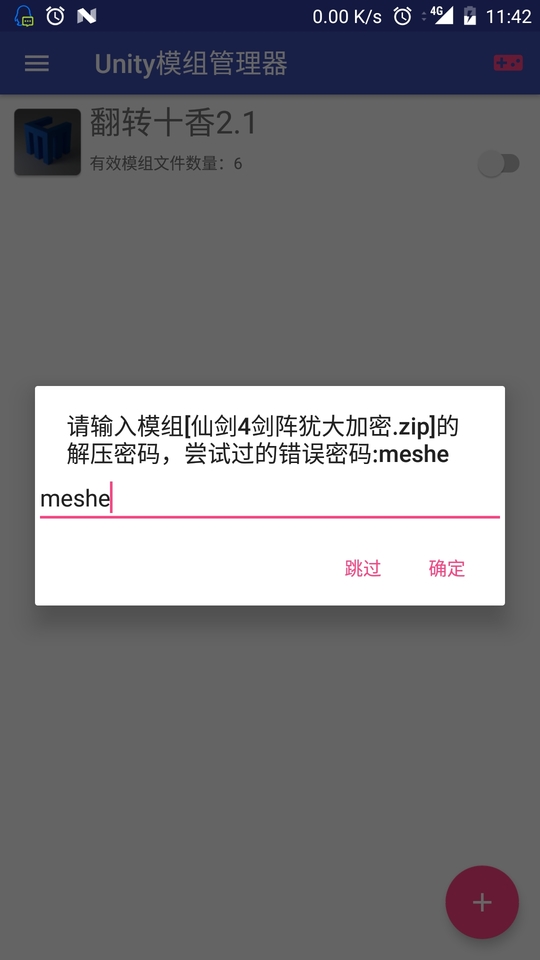 0.00 K/s 4G 11:42
Unity模组管理器
翻转十香2.1
有效模组文件数量：6
请输入模组[仙剑4剑阵犹大加密.zip]的
解压密码，尝试过的错误密码:meshe
meshe
跳过 确定